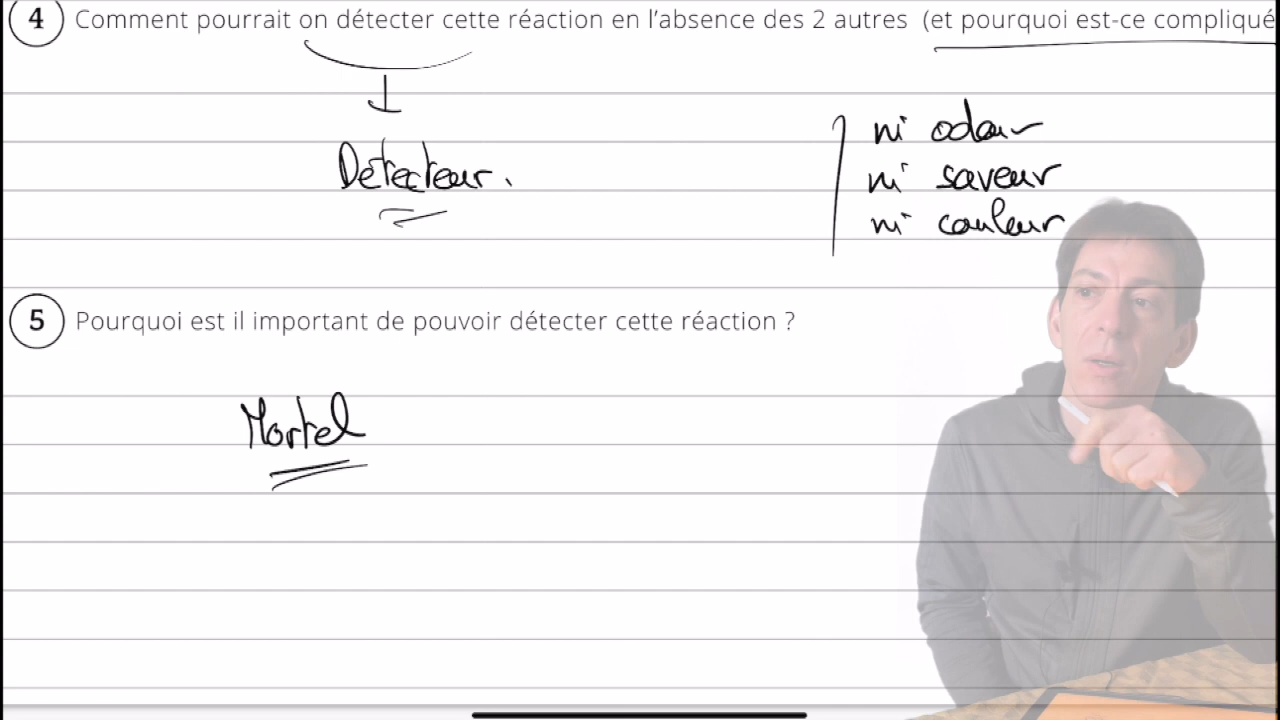 4 Comment pourrait on détecter cette réaction en l'absence des 2 autres (et pourquoi est-ce compliqué
Détecteur.
ni odeur
ni saveur
ni couleur
5 Pourquoi est il important de pouvoir détecter cette réaction ?
Mortel